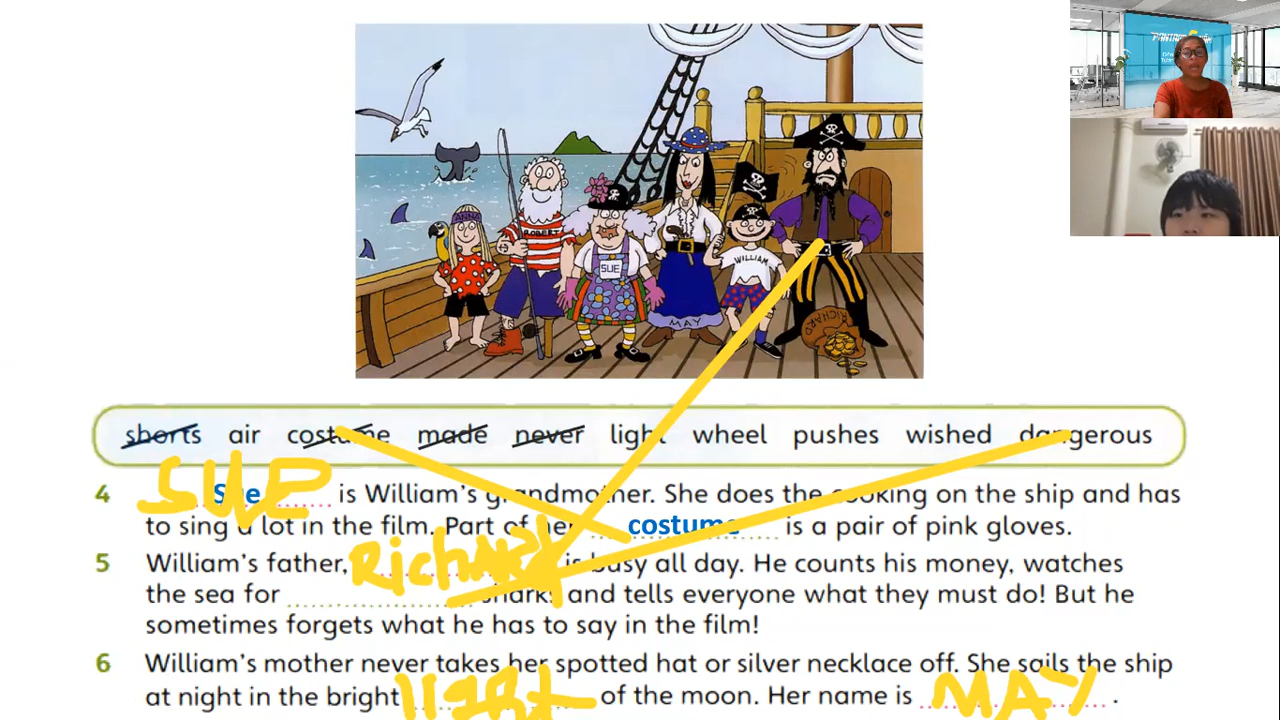 ANNA
ROBERT
SUE
MAY
WILLIAM
RICHARD
shorts air costume made never light wheel pushes wished dangerous
4 Sue SUE is William's grandmother. She does the cooking on the ship and has
to sing a lot in the film. Part of her costume is a pair of pink gloves.
5 William's father, RicHARD is busy all day. He counts his money, watches
the sea for sharks and tells everyone what they must do! But he
sometimes forgets what he has to say in the film!
6 William's mother never takes her spotted hat or silver necklace off. She sails the ship
at night in the bright light of the moon. Her name is MAY .